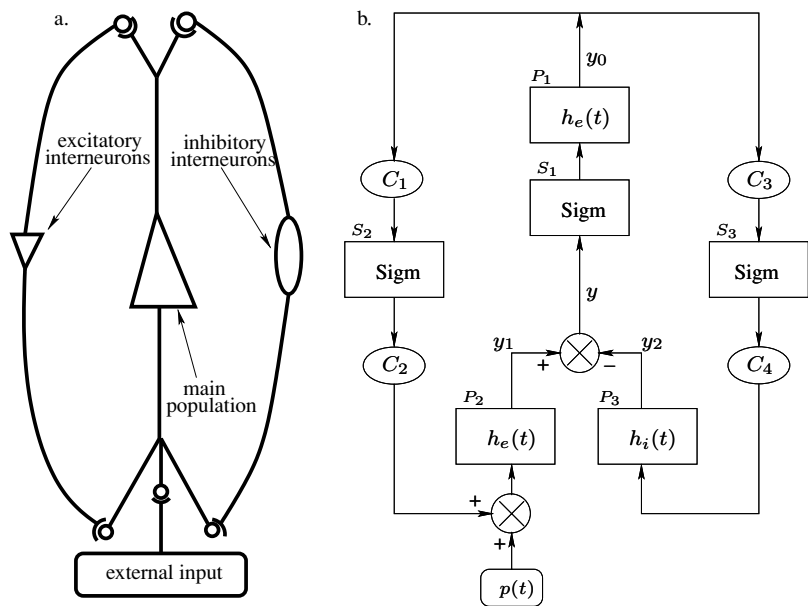 a.
excitatory
interneurons
inhibitory
interneurons
main
population
external input
b.
y₀
P₁
hₑ(t)
S₁
Sigm
C₁
C₃
S₂
Sigm
S₃
Sigm
y
C₂
C₄
y₁
y₂
+
−
P₂
hₑ(t)
P₃
hᵢ(t)
+
+
p(t)